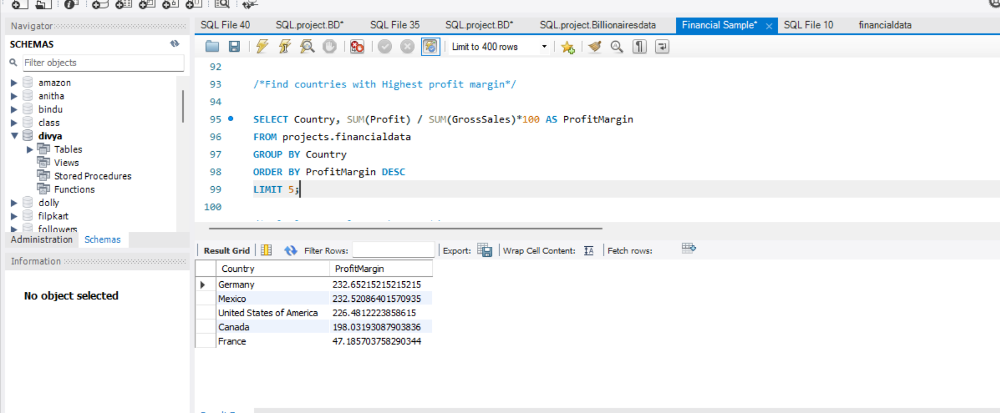 Navigator
SCHEMAS
Filter objects
amazon
anitha
bindu
class
divya
Tables
Views
Stored Procedures
Functions
dolly
filpkart
followers
Administration Schemas
Information
No object selected
SQL File 40 SQL.project.BD* SQL File 35 SQL.project.BD* SQL.project.Billionairesdata Financial Sample* SQL File 10 financialdata
Limit to 400 rows
92
93 /*Find countries with Highest profit margin*/
94
95 SELECT Country, SUM(Profit) / SUM(GrossSales)*100 AS ProfitMargin
96 FROM projects.financialdata
97 GROUP BY Country
98 ORDER BY ProfitMargin DESC
99 LIMIT 5;
100
Result Grid Filter Rows: Export: Wrap Cell Content: Fetch rows:
Country ProfitMargin
Germany 232.65215215215215
Mexico 232.52086401570935
United States of America 226.4812223858615
Canada 198.03193087903836
France 47.185703758290344